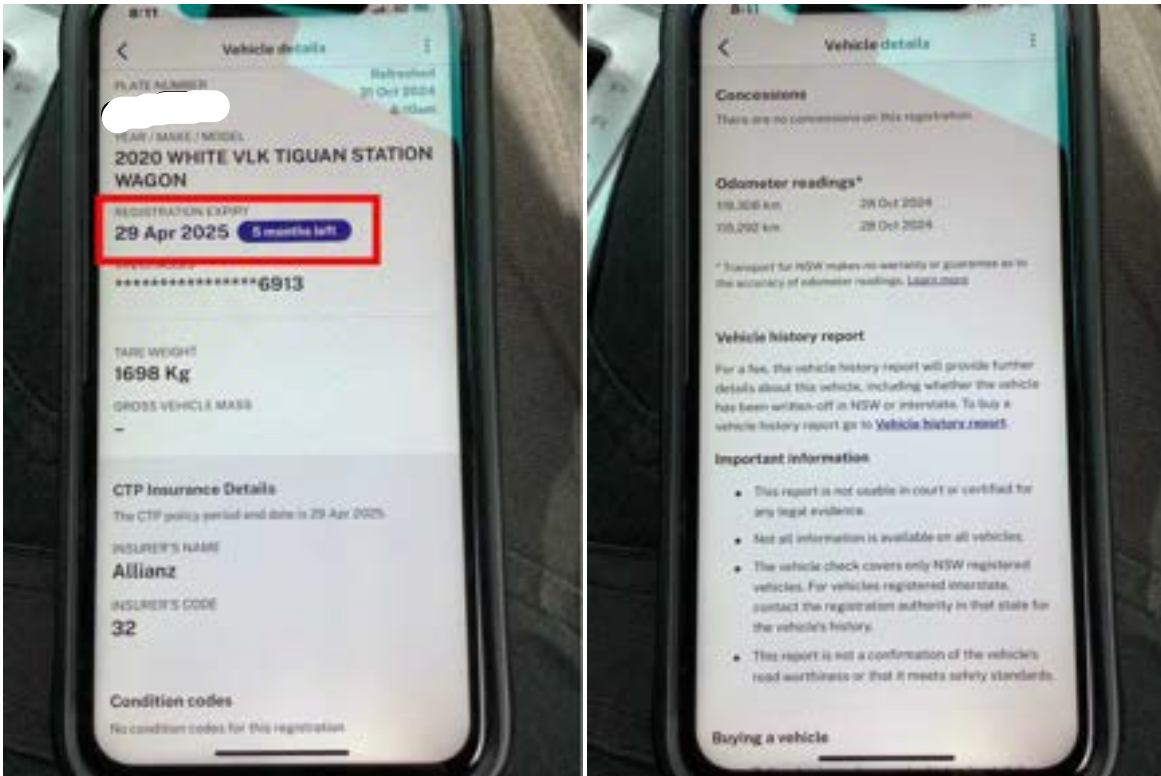 8:11
Vehicle details
PLATE NUMBER
Refreshed
21 Oct 2024
YEAR / MAKE / MODEL
2020 WHITE VLK TIGUAN STATION
WAGON
REGISTRATION EXPIRY
29 Apr 2025 5 months left
****************6913
TARE WEIGHT
1698 Kg
GROSS VEHICLE MASS
–
CTP Insurance Details
The CTP policy period end date is 29 Apr 2025.
INSURER'S NAME
Allianz
INSURER'S CODE
32
Condition codes
No condition codes for this registration
8:11
Vehicle details
Concessions
There are no concessions on this registration
Odometer readings*
km 28 Oct 2024
km 28 Oct 2024
* Transport for NSW makes no warranty or guarantee as to
the accuracy of odometer readings. Learn more
Vehicle history report
For a fee, the vehicle history report will provide further
details about this vehicle, including whether the vehicle
has been written-off in NSW or interstate. To buy a
vehicle history report go to Vehicle history report.
Important information
• This report is not usable in court or certified for
any legal evidence.
• Not all information is available on all vehicles.
• The vehicle check covers only NSW registered
vehicles. For vehicles registered interstate,
contact the registration authority in that state for
the vehicle's history.
• This report is not a confirmation of the vehicle's
road worthiness or that it meets safety standards.
Buying a vehicle